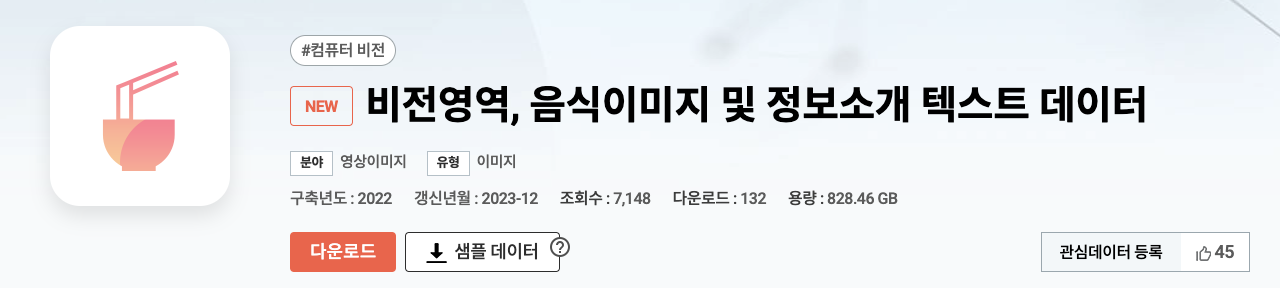 #컴퓨터 비전
NEW 비전영역, 음식이미지 및 정보소개 텍스트 데이터
분야 영상이미지 유형 이미지
구축년도 : 2022 갱신년월 : 2023-12 조회수 : 7,148 다운로드 : 132 용량 : 828.46 GB
다운로드 샘플 데이터 ? 관심데이터 등록 45